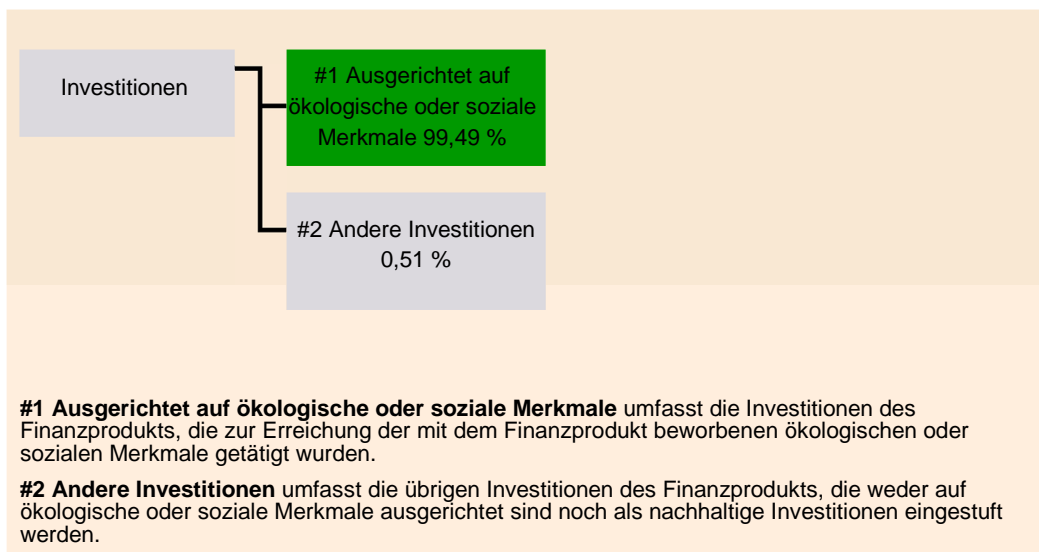 Investitionen
#1 Ausgerichtet auf
ökologische oder soziale
Merkmale 99,49 %
#2 Andere Investitionen
0,51 %
#1 Ausgerichtet auf ökologische oder soziale Merkmale umfasst die Investitionen des
Finanzprodukts, die zur Erreichung der mit dem Finanzprodukt beworbenen ökologischen oder
sozialen Merkmale getätigt wurden.
#2 Andere Investitionen umfasst die übrigen Investitionen des Finanzprodukts, die weder auf
ökologische oder soziale Merkmale ausgerichtet sind noch als nachhaltige Investitionen eingestuft
werden.